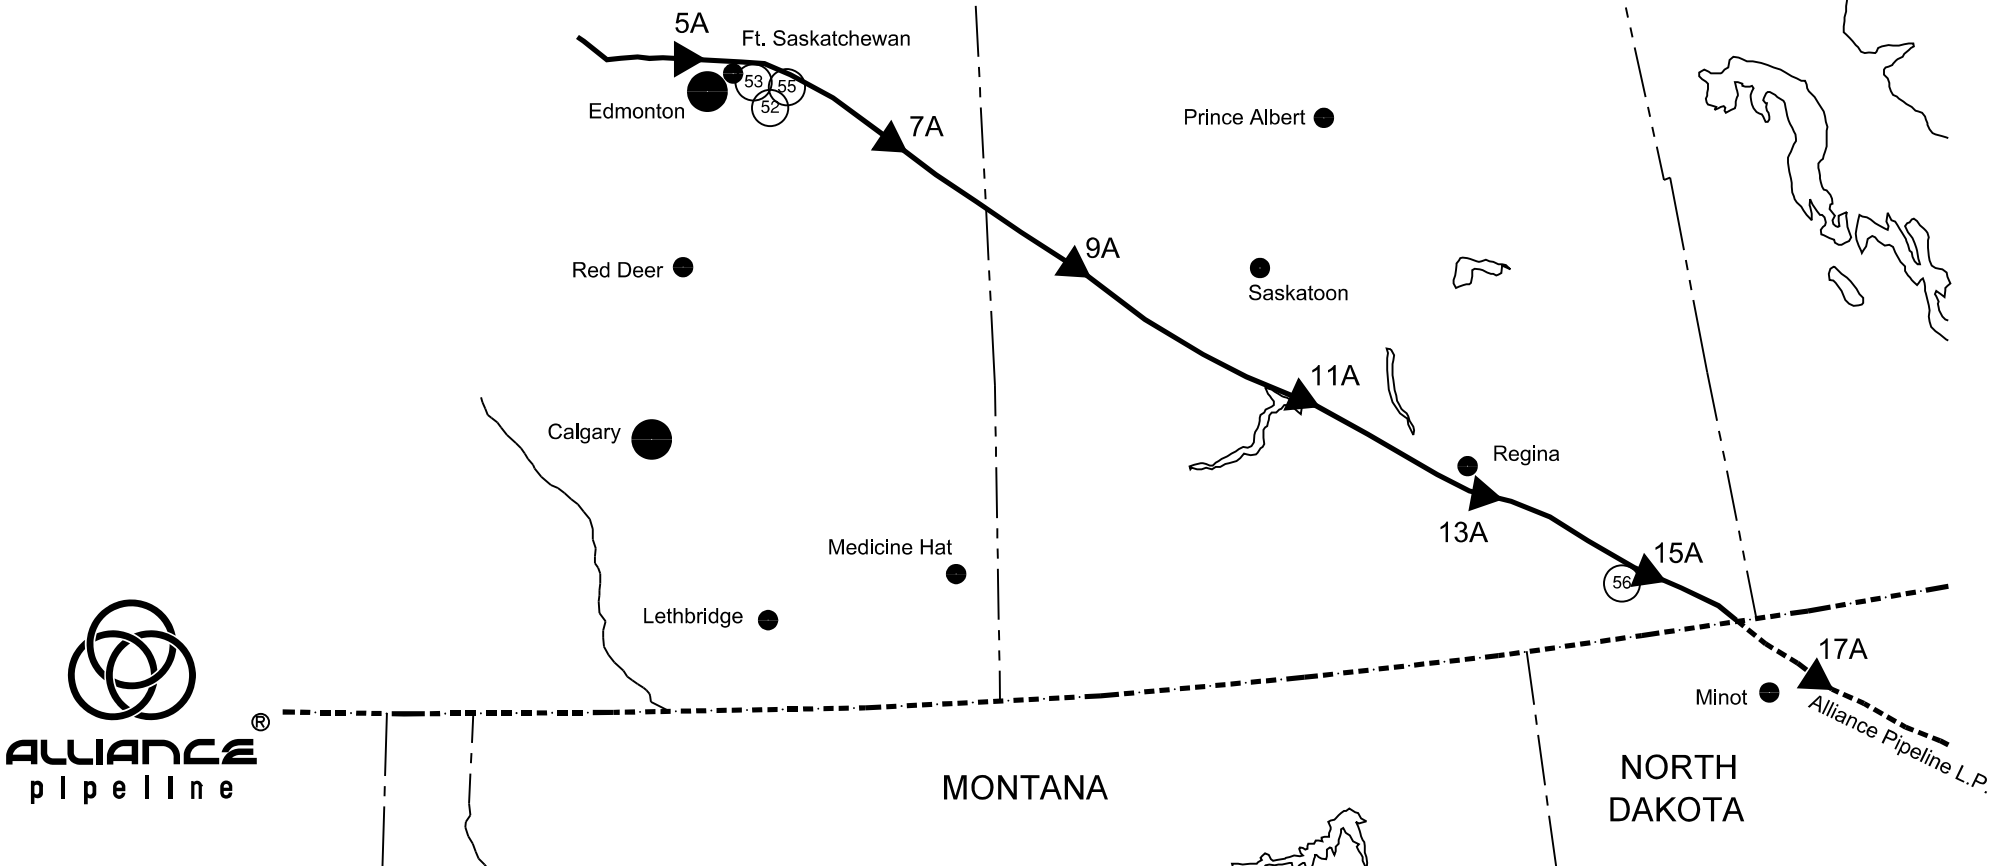 5A
Ft. Saskatchewan
53
55
52
Edmonton
7A
Prince Albert
9A
Red Deer
Saskatoon
11A
Calgary
Regina
13A
Medicine Hat
15A
56
Lethbridge
17A
Minot
Alliance Pipeline L.P.
®
ALLIANCE
pipeline
MONTANA
NORTH
DAKOTA